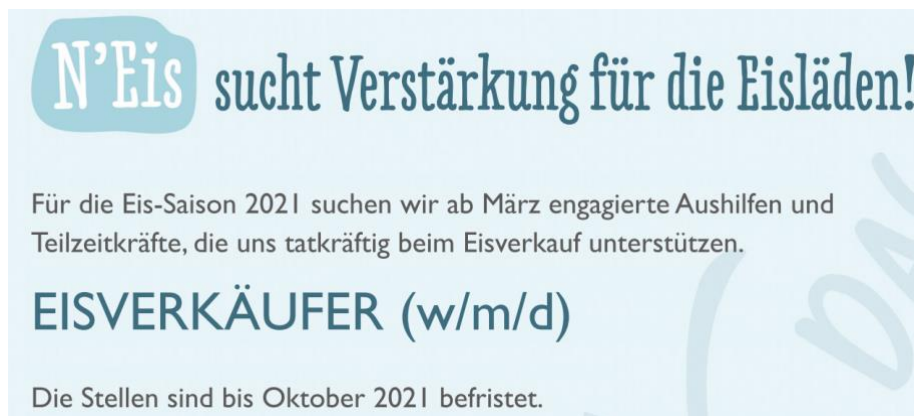 N'Eis sucht Verstärkung für die Eisläden!
Für die Eis-Saison 2021 suchen wir ab März engagierte Aushilfen und
Teilzeitkräfte, die uns tatkräftig beim Eisverkauf unterstützen.
EISVERKÄUFER (w/m/d)
Die Stellen sind bis Oktober 2021 befristet.